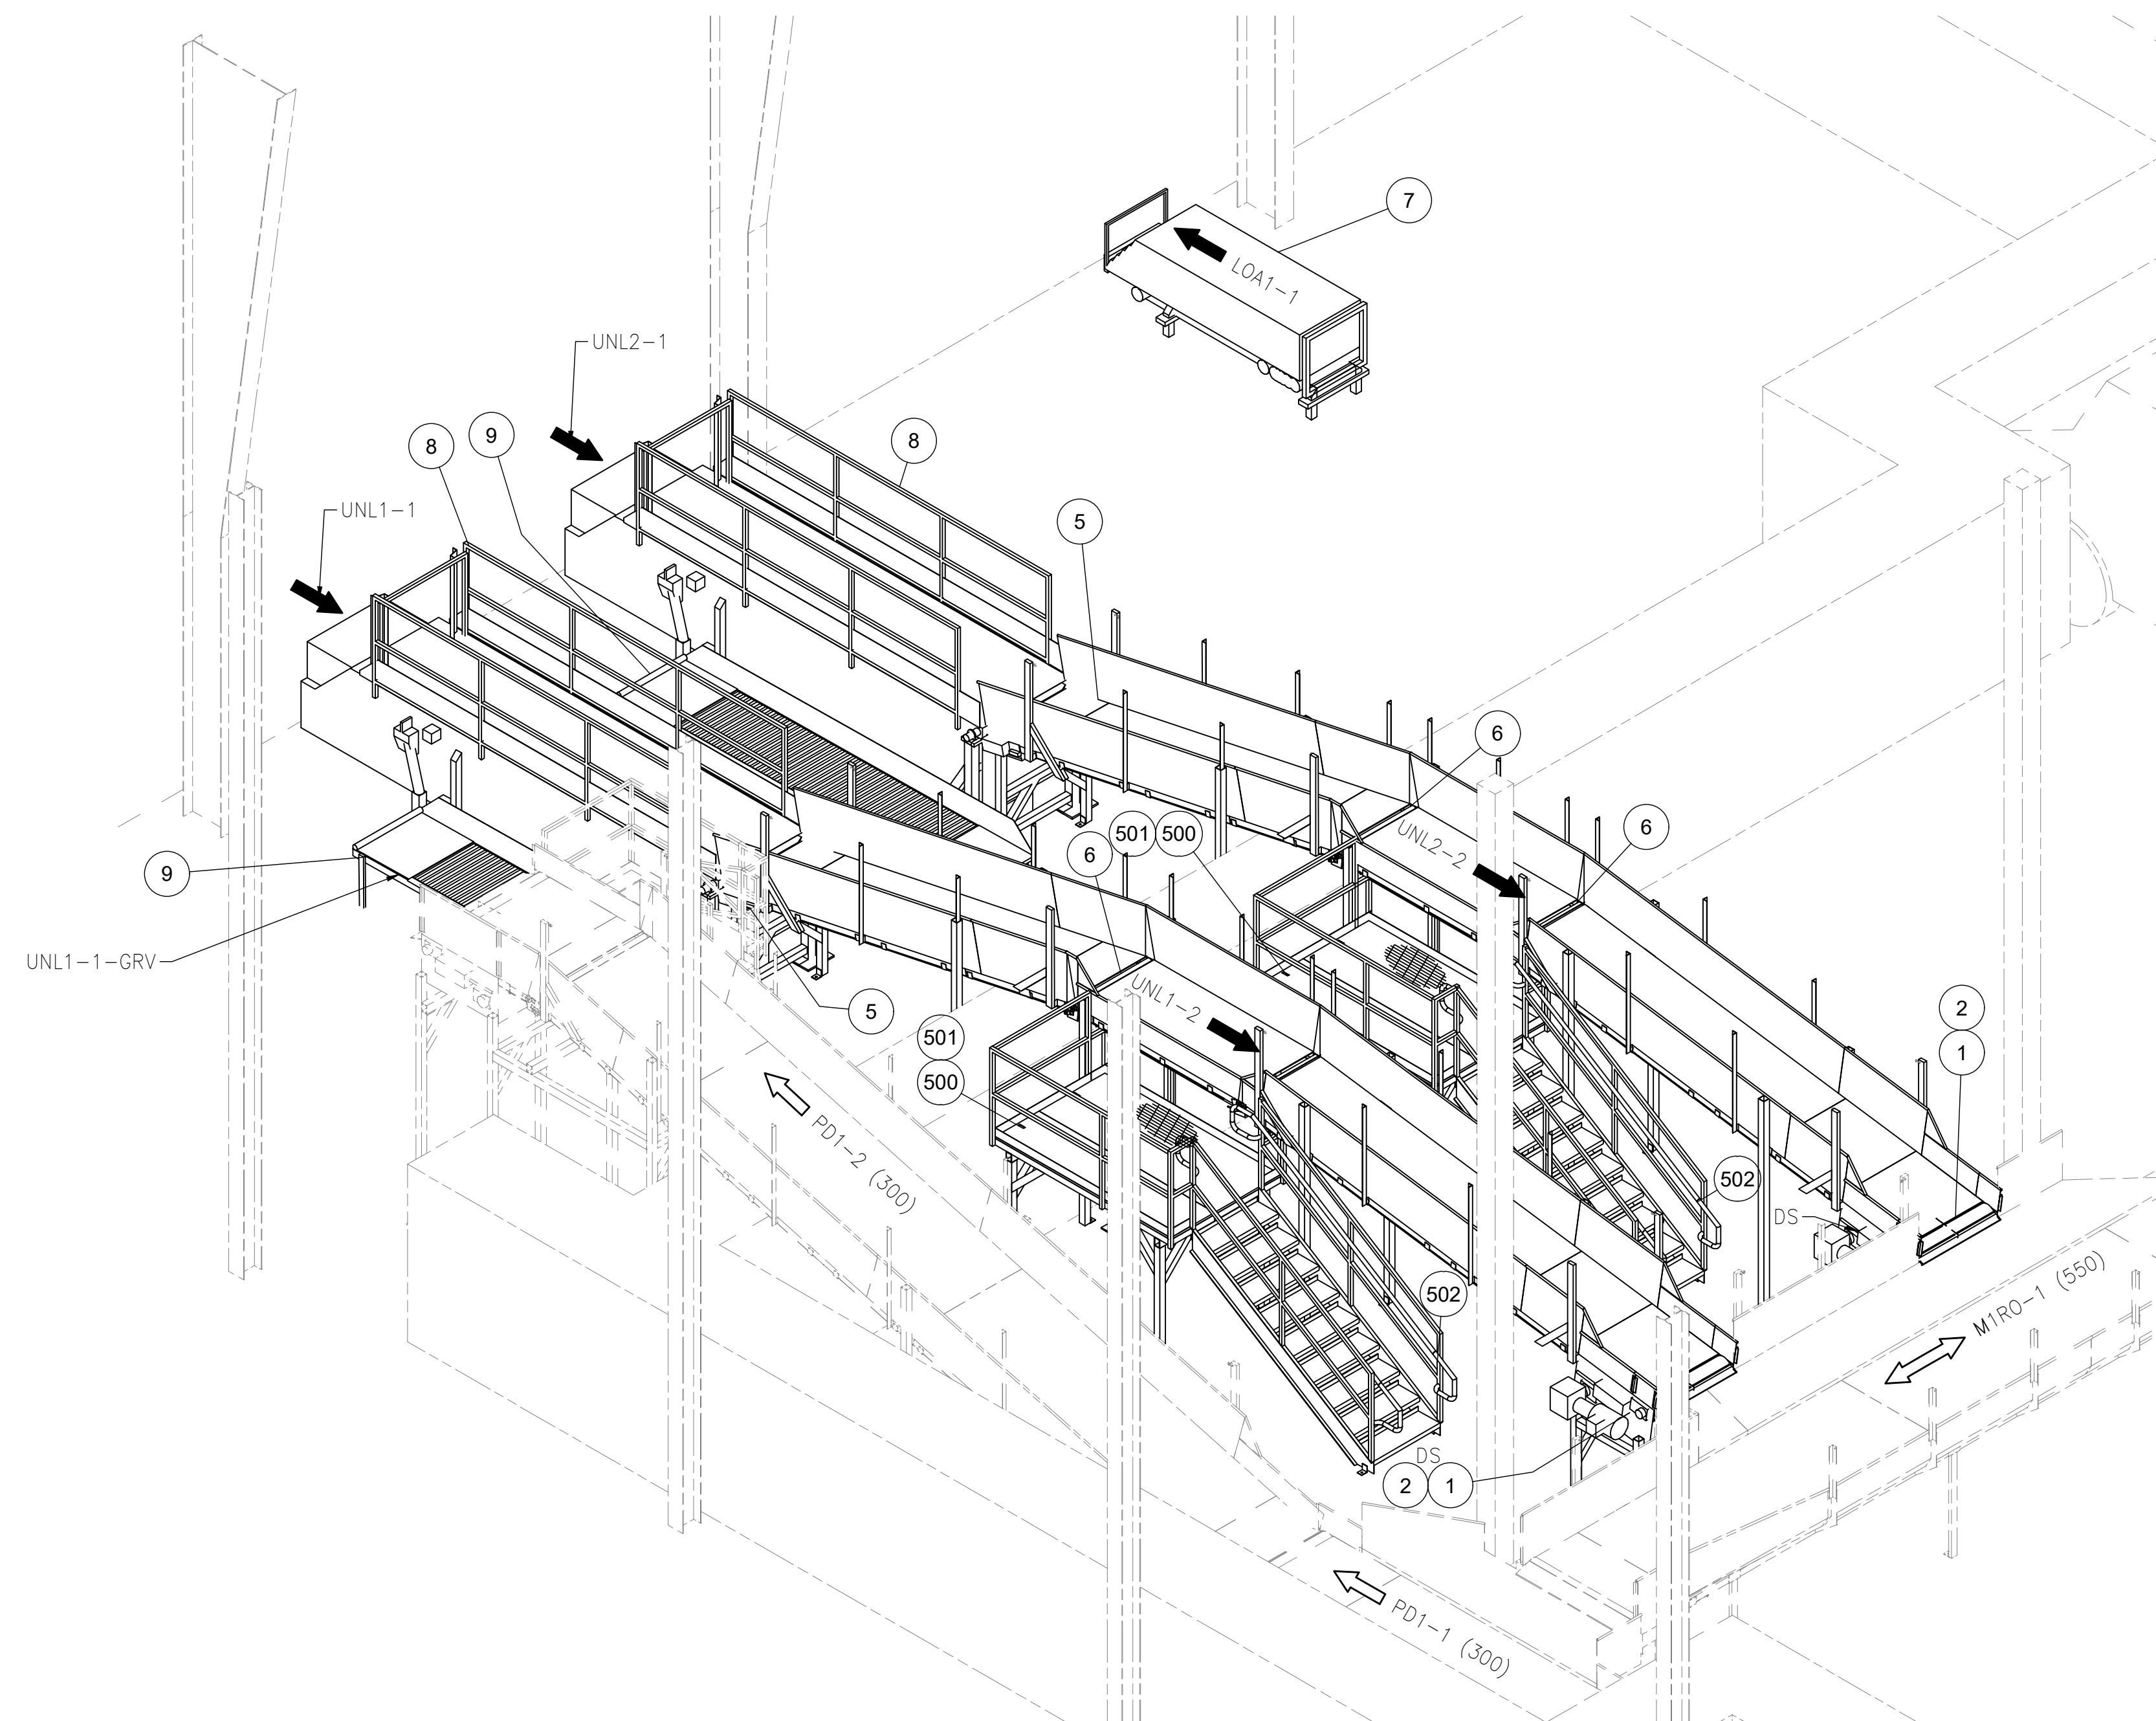 7
LOA1-1
UNL2-1
8
9
8
UNL1-1
5
6
6
501
500
6
UNL2-2
9
UNL1-1-GRV
5
UNL1-2
501
500
2
1
PD1-2 (300)
502
DS
502
M1RO-1 (550)
DS
2
1
PD1-1 (300)